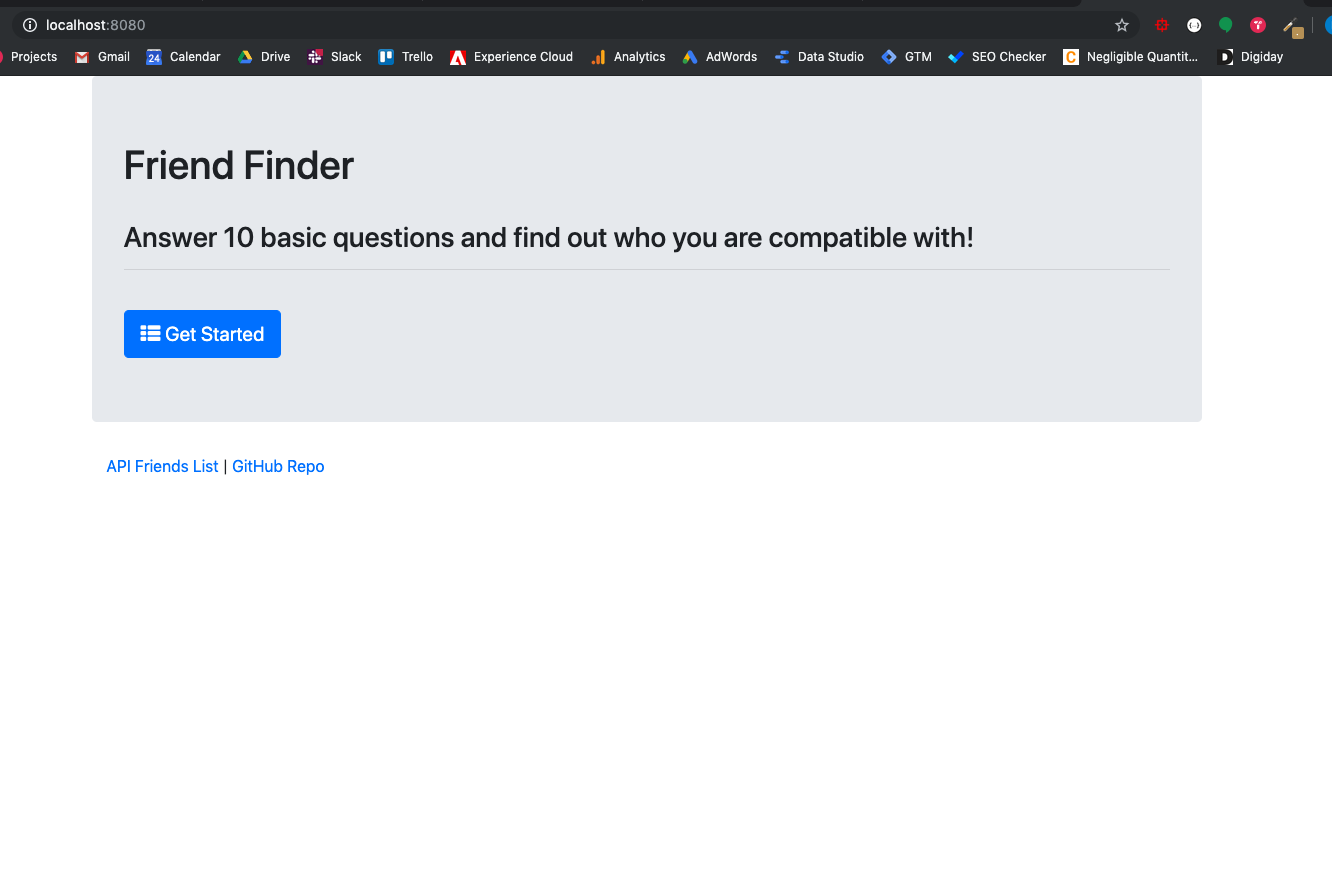 localhost:8080
Projects Gmail 24 Calendar Drive Slack Trello Experience Cloud Analytics AdWords Data Studio GTM SEO Checker C Negligible Quantit... D Digiday
Friend Finder
Answer 10 basic questions and find out who you are compatible with!
Get Started
API Friends List | GitHub Repo